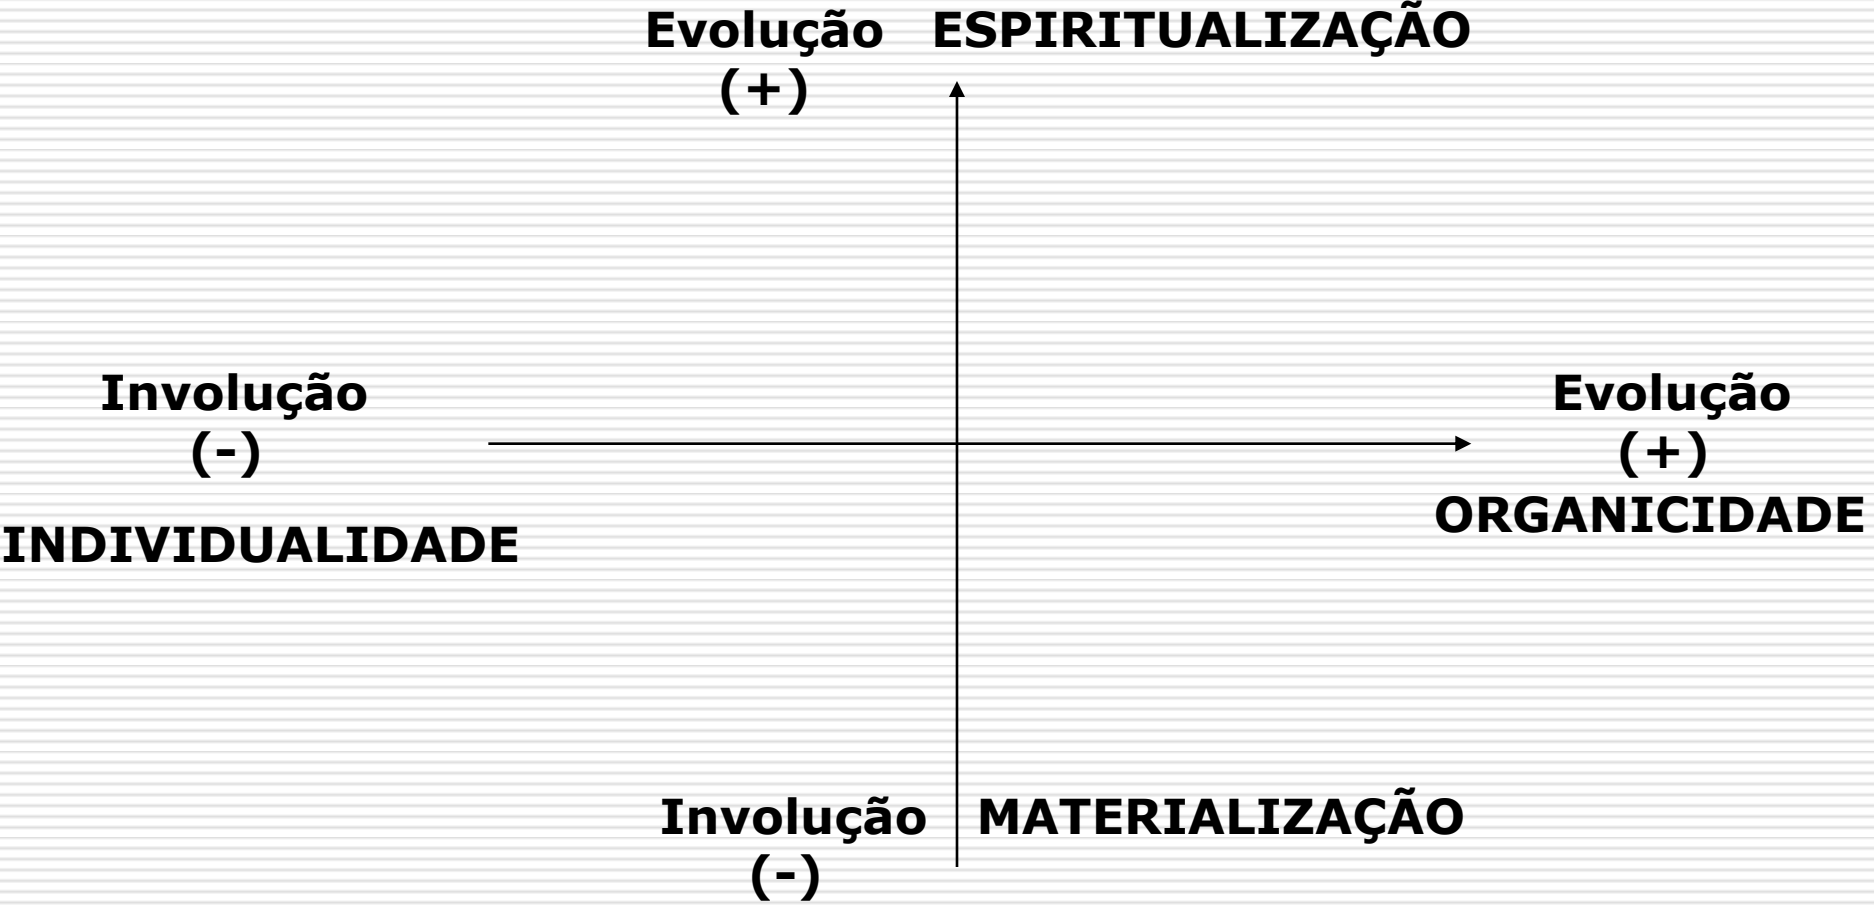 Evolução ESPIRITUALIZAÇÃO
(+)
Involução
(-)
INDIVIDUALIDADE
Evolução
(+)
ORGANICIDADE
Involução MATERIALIZAÇÃO
(-)